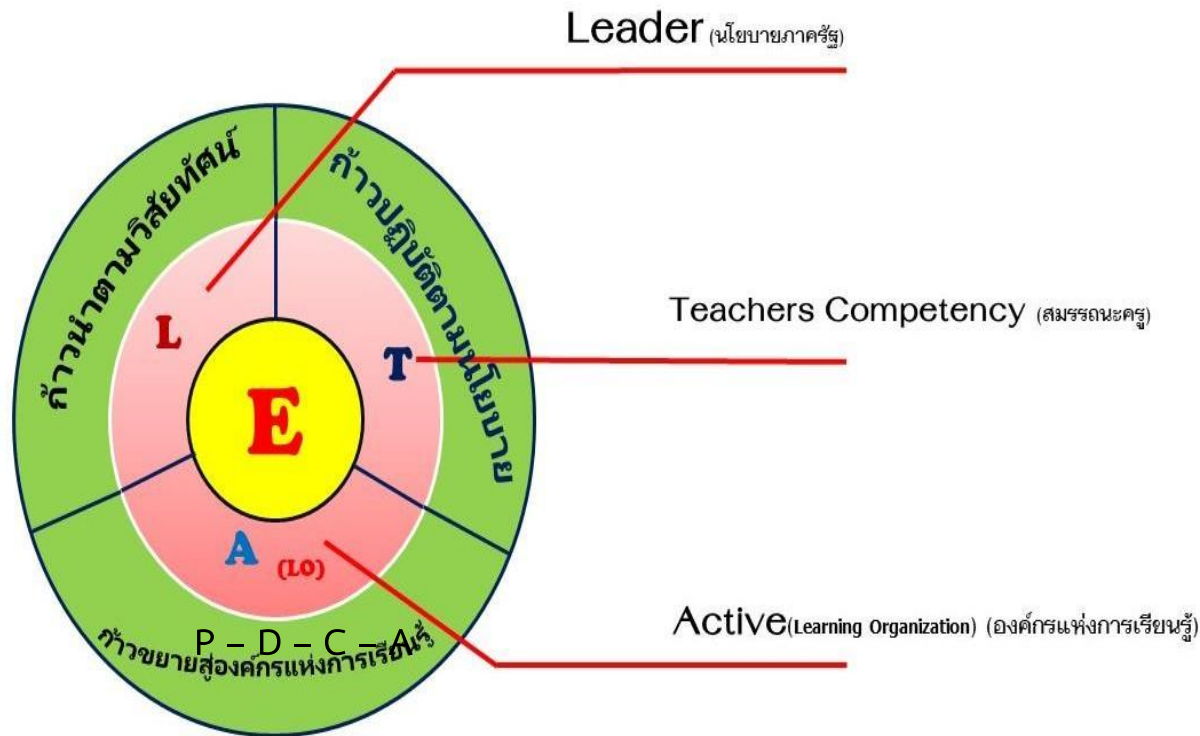 Leader (นโยบายภาครัฐ)
ก้าวนำตามวิสัยทัศน์
ก้าวปฏิบัติตามนโยบาย
L
Teachers Competency (สมรรถนะครู)
T
E
A (LO)
Active(Learning Organization) (องค์กรแห่งการเรียนรู้)
P – D – C – A
ก้าวขยายสู่องค์กรแห่งการเรียนรู้